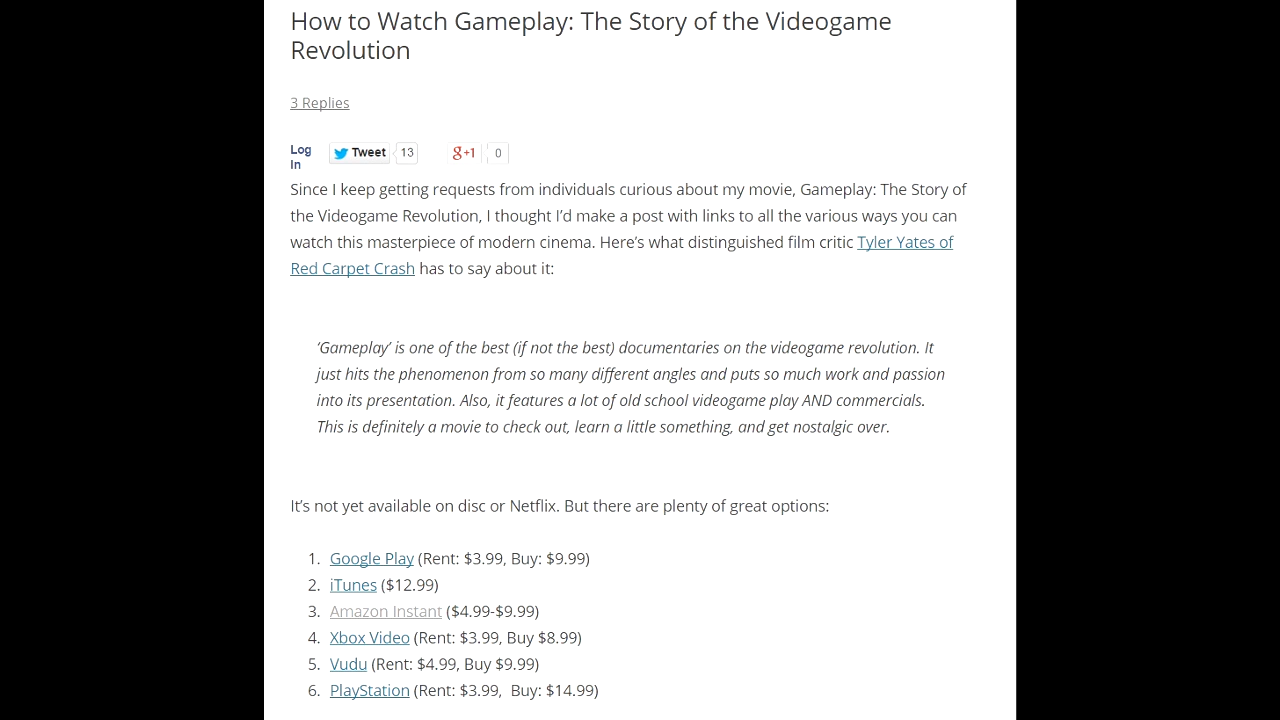 How to Watch Gameplay: The Story of the Videogame
Revolution
3 Replies
Log
In
Tweet 13 g+1 0
Since I keep getting requests from individuals curious about my movie, Gameplay: The Story of
the Videogame Revolution, I thought I’d make a post with links to all the various ways you can
watch this masterpiece of modern cinema. Here’s what distinguished film critic Tyler Yates of
Red Carpet Crash has to say about it:
‘Gameplay’ is one of the best (if not the best) documentaries on the videogame revolution. It
just hits the phenomenon from so many different angles and puts so much work and passion
into its presentation. Also, it features a lot of old school videogame play AND commercials.
This is definitely a movie to check out, learn a little something, and get nostalgic over.
It’s not yet available on disc or Netflix. But there are plenty of great options:
1. Google Play (Rent: $3.99, Buy: $9.99)
2. iTunes ($12.99)
3. Amazon Instant ($4.99-$9.99)
4. Xbox Video (Rent: $3.99, Buy $8.99)
5. Vudu (Rent: $4.99, Buy $9.99)
6. PlayStation (Rent: $3.99, Buy: $14.99)